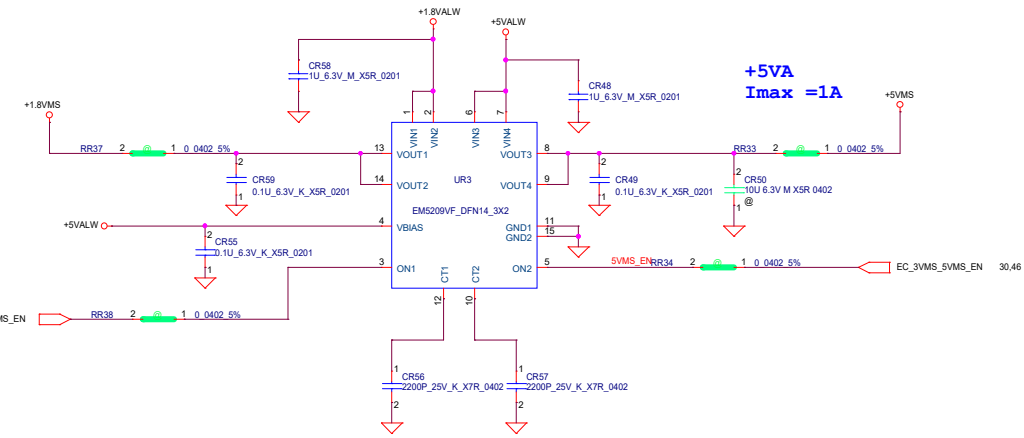 +1.8VALW
+5VALW
CR58
1U_6.3V_M_X5R_0201
CR48
1U_6.3V_M_X5R_0201
+5VA
Imax =1A
+1.8VMS
+5VMS
1
2
6
7
VIN1
VIN2
VIN3
VIN4
RR37
2
@
1
0_0402_5%
13
VOUT1
VOUT3
8
RR33
2
@
1
0_0402_5%
2
CR59
0.1U_6.3V_K_X5R_0201
1
14
VOUT2
UR3
VOUT4
9
2
CR49
0.1U_6.3V_K_X5R_0201
1
2
CR50
10U 6.3V M X5R 0402
1
@
EM5209VF_DFN14_3X2
+5VALW
4
VBIAS
GND1
11
GND2
15
2
CR55
0.1U_6.3V_K_X5R_0201
1
3
ON1
CT1
CT2
ON2
5
5VMS_EN
RR34
2
@
1
0_0402_5%
EC_3VMS_5VMS_EN
30,46
12
10
MS_EN
RR38
2
@
1
0_0402_5%
1
CR56
2200P_25V_K_X7R_0402
2
1
CR57
2200P_25V_K_X7R_0402
2